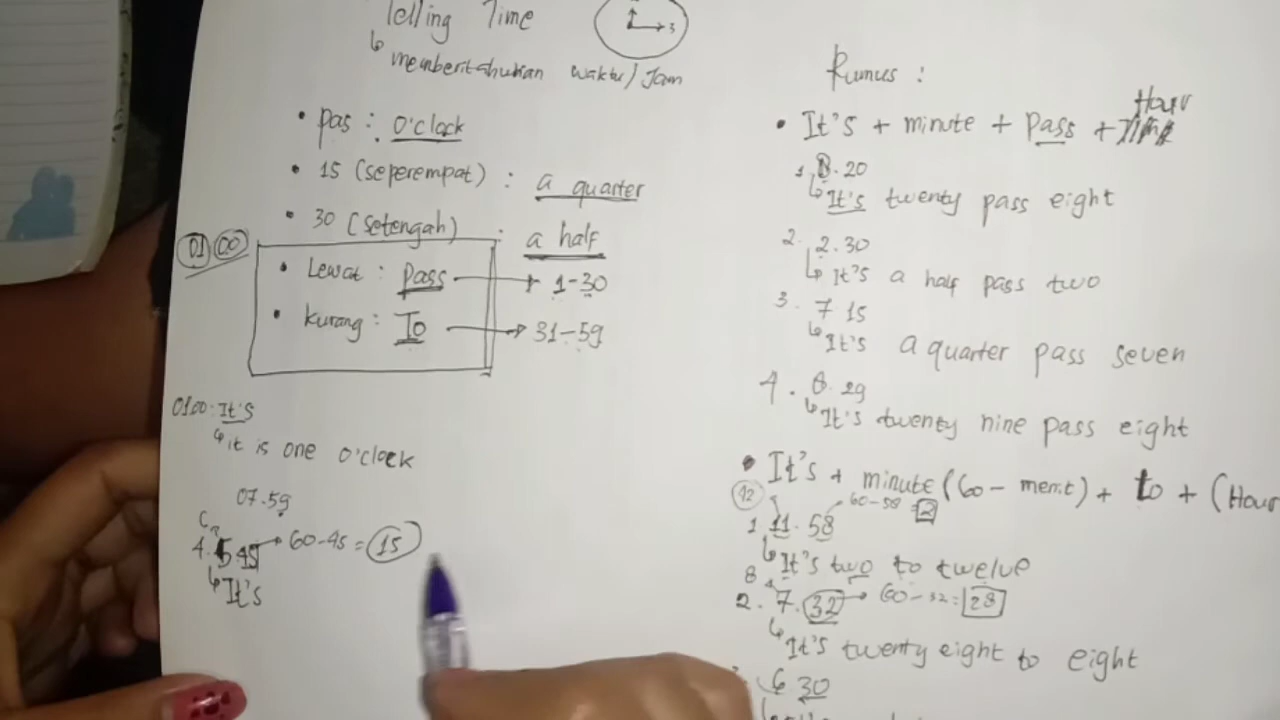 Telling Time
3
memberitahukan waktu/Jam
• pas : o'clock
• 15 (seperempat) : a quarter
• 30 (setengah) : a half
01 00
• Lewat : pass → 1-30
• kurang : To → 31-59
01.00 : It's
it is one o'clock
07.59
6
4. 5 45 → 60-45 = 15
It's
Rumus :
• It's + minute + pass + Hour
1. 8.20
It's twenty pass eight
2. 2.30
It's a half pass two
3. 7 15
It's a quarter pass seven
4. 8.29
It's twenty nine pass eight
• It's + minute (60 - menit) + to + (Hour
12
1 11.58 60-58 = 2
It's two to twelve
8
2. 7.32 → 60-32 = 28
It's twenty eight to eight
6 30